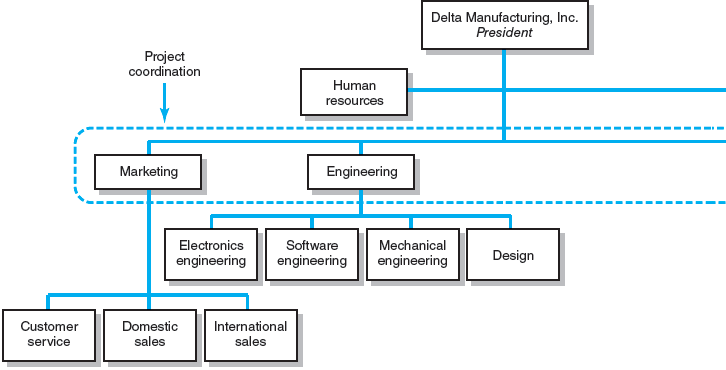 Delta Manufacturing, Inc.
President
Project
coordination
Human
resources
Marketing
Engineering
Electronics
engineering
Software
engineering
Mechanical
engineering
Design
Customer
service
Domestic
sales
International
sales